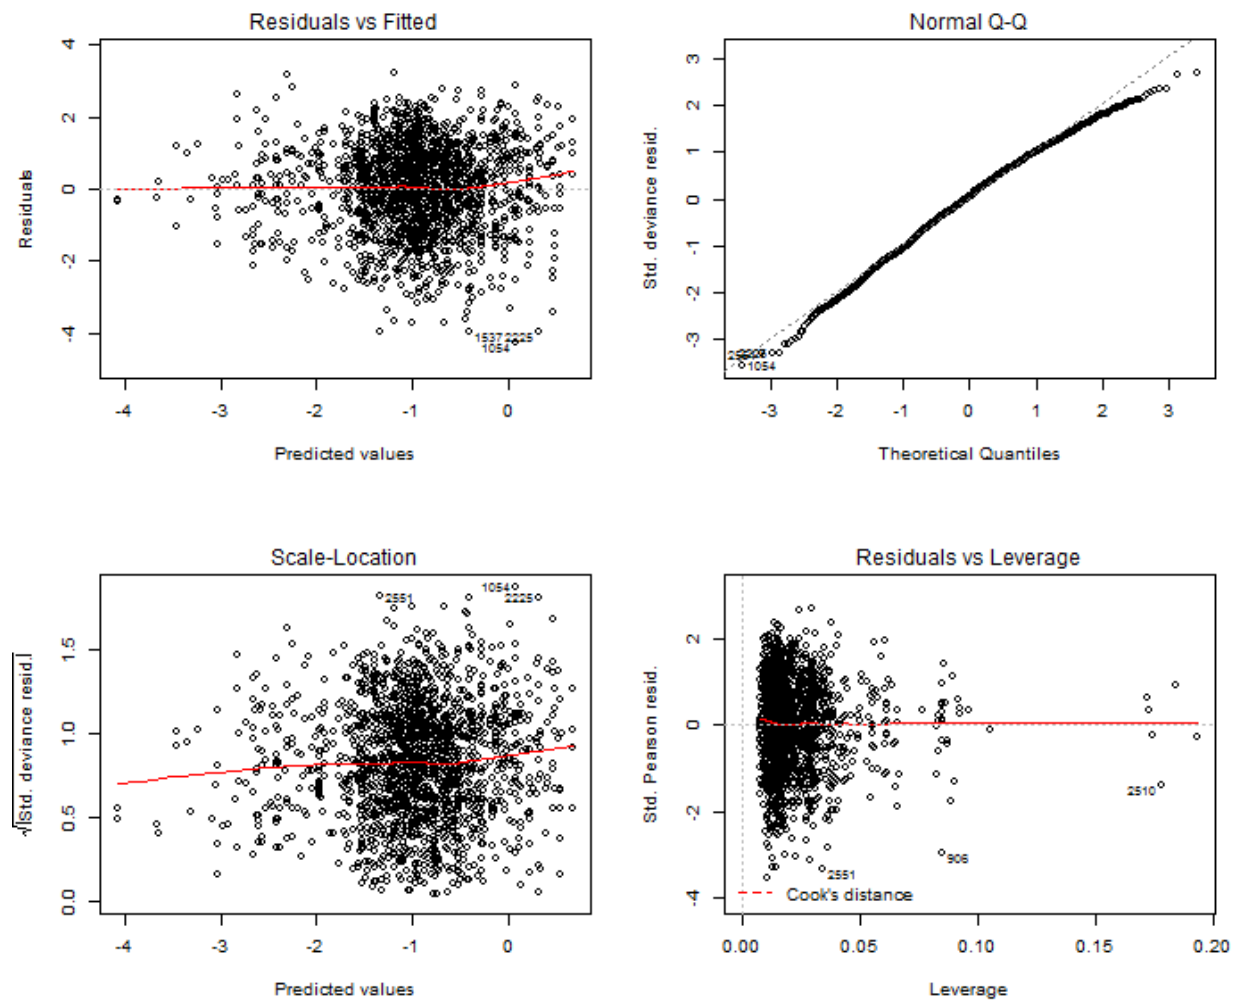 Residuals vs Fitted
Residuals
4
2
0
-2
-4
1537 2225
1054
-4 -3 -2 -1 0
Predicted values
Normal Q-Q
Std. deviance resid.
3
2
1
0
-1
-2
-3
1054
-3 -2 -1 0 1 2 3
Theoretical Quantiles
Scale-Location
√|Std. deviance resid.|
1.5
1.0
0.5
0.0
2551
1054
2225
-4 -3 -2 -1 0
Predicted values
Residuals vs Leverage
Std. Pearson resid.
2
0
-2
-4
2510
906
2551
Cook's distance
0.00 0.05 0.10 0.15 0.20
Leverage